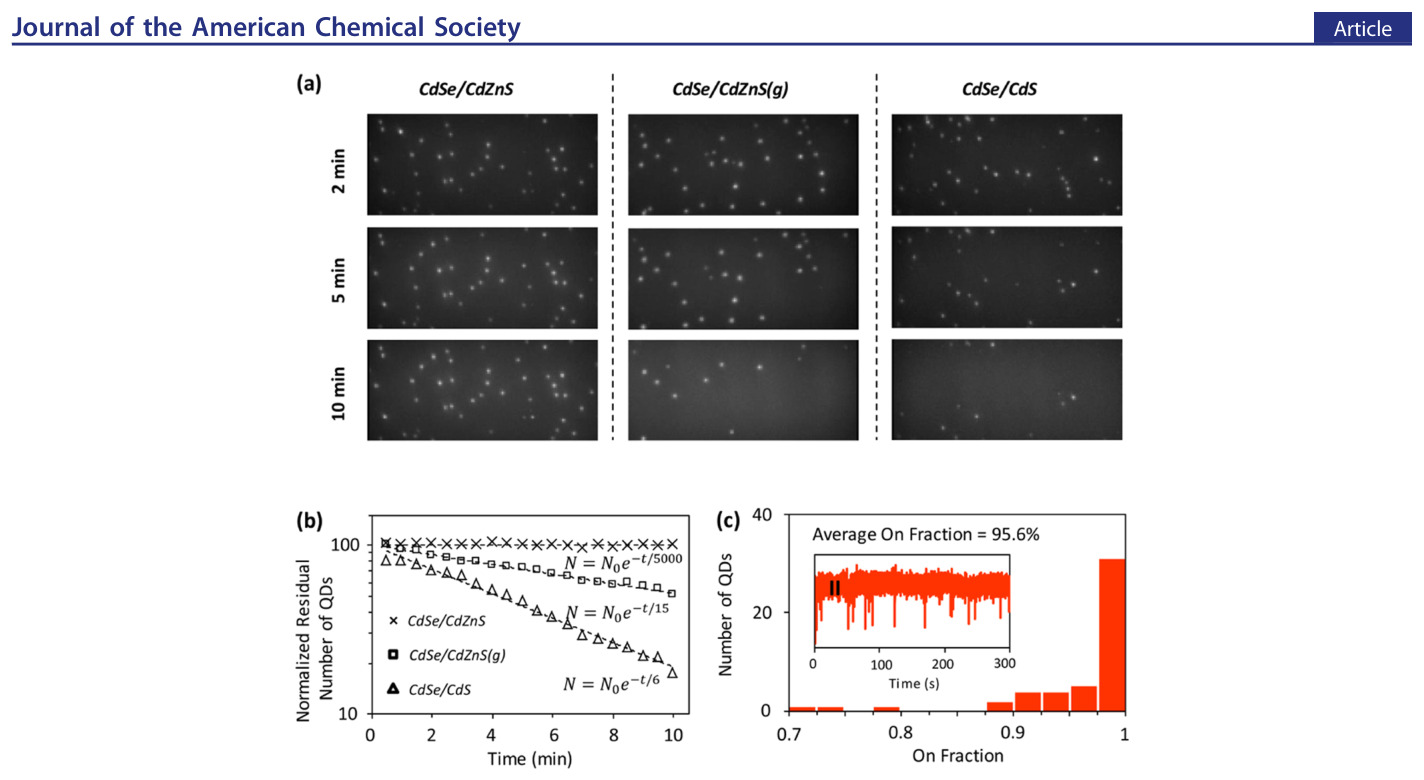 Journal of the American Chemical Society
Article
(a)
CdSe/CdZnS
CdSe/CdZnS(g)
CdSe/CdS
2 min
5 min
10 min
(b)
Normalized Residual
Number of QDs
100
10
N = N₀e^{−t/5000}
N = N₀e^{−t/15}
N = N₀e^{−t/6}
× CdSe/CdZnS
CdSe/CdZnS(g)
CdSe/CdS
0 2 4 6 8 10
Time (min)
(c)
Number of QDs
40
20
0
Average On Fraction = 95.6%
0 100 200 300
Time (s)
0.7 0.8 0.9 1
On Fraction